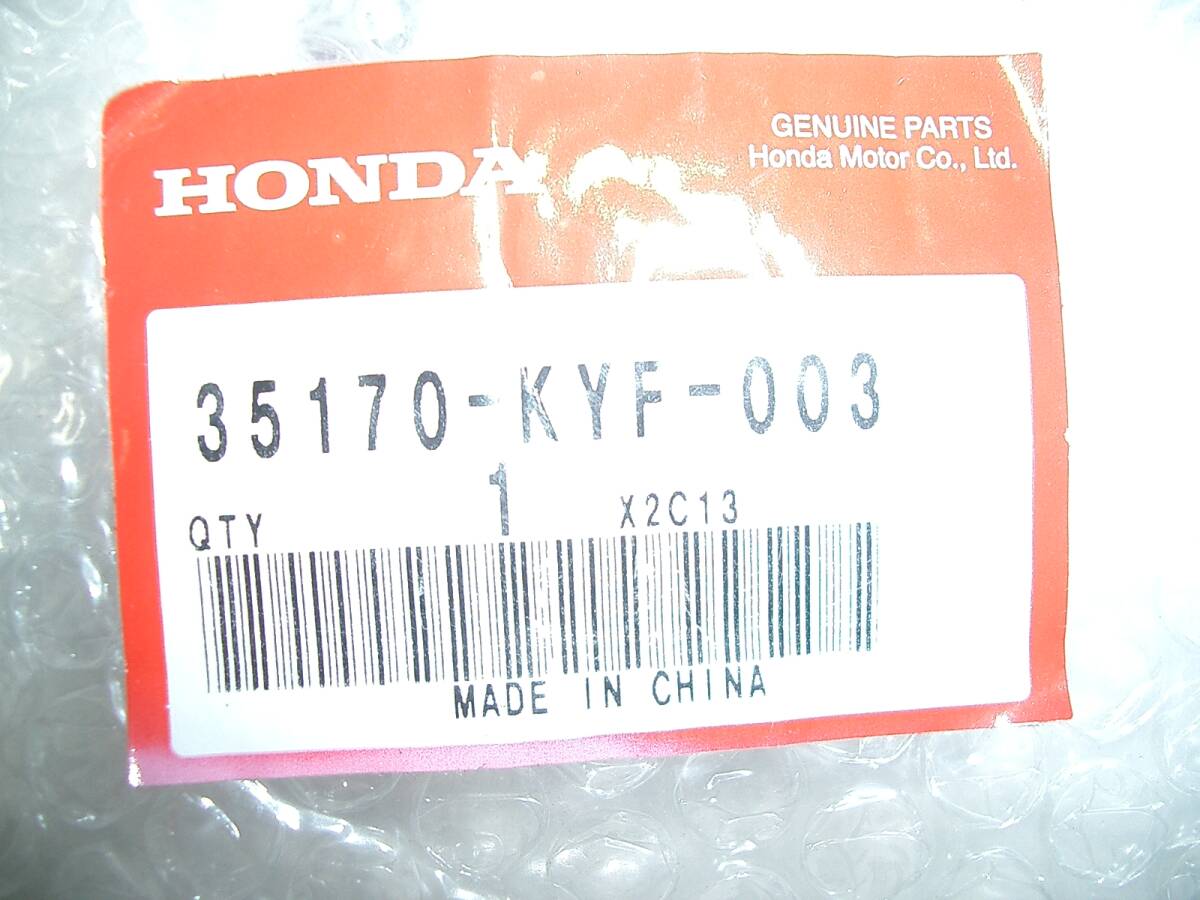 HONDA
GENUINE PARTS
Honda Motor Co., Ltd.
35170-KYF-003
QTY 1 X2C13
MADE IN CHINA